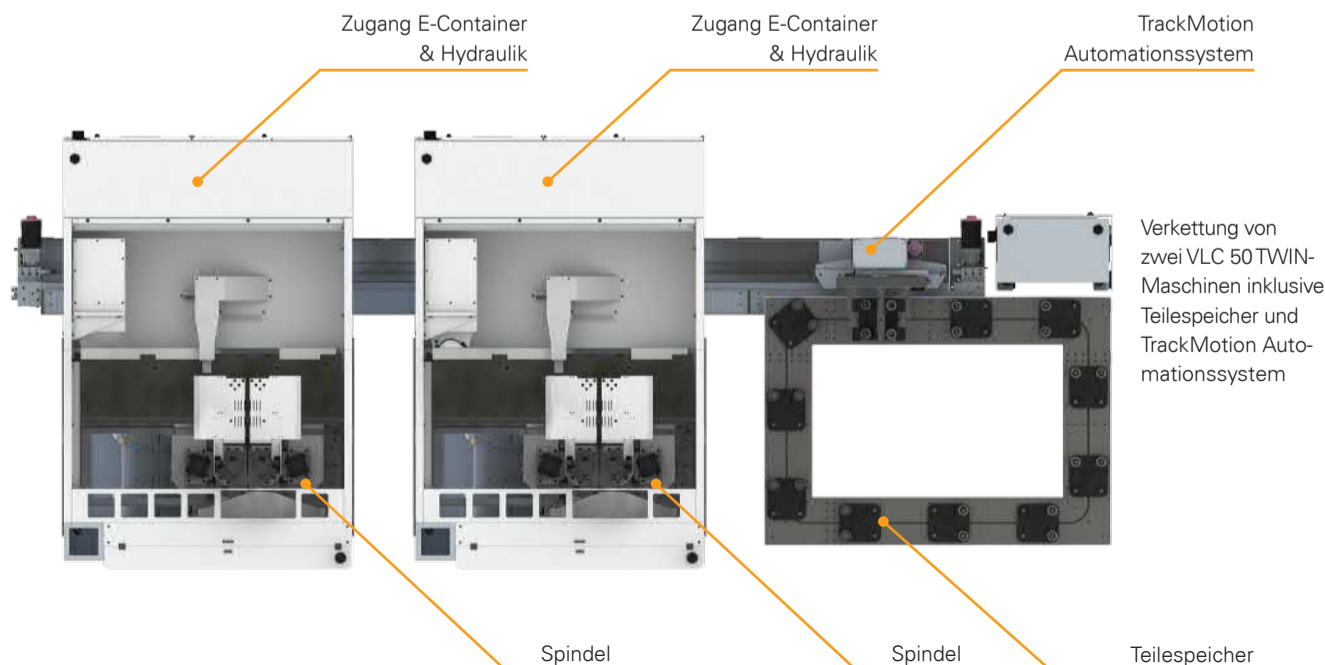 Zugang E-Container
& Hydraulik
Zugang E-Container
& Hydraulik
TrackMotion
Automationssystem
Verkettung von
zwei VLC 50 TWIN-
Maschinen inklusive
Teilespeicher und
TrackMotion Auto-
mationssystem
Spindel
Spindel
Teilespeicher